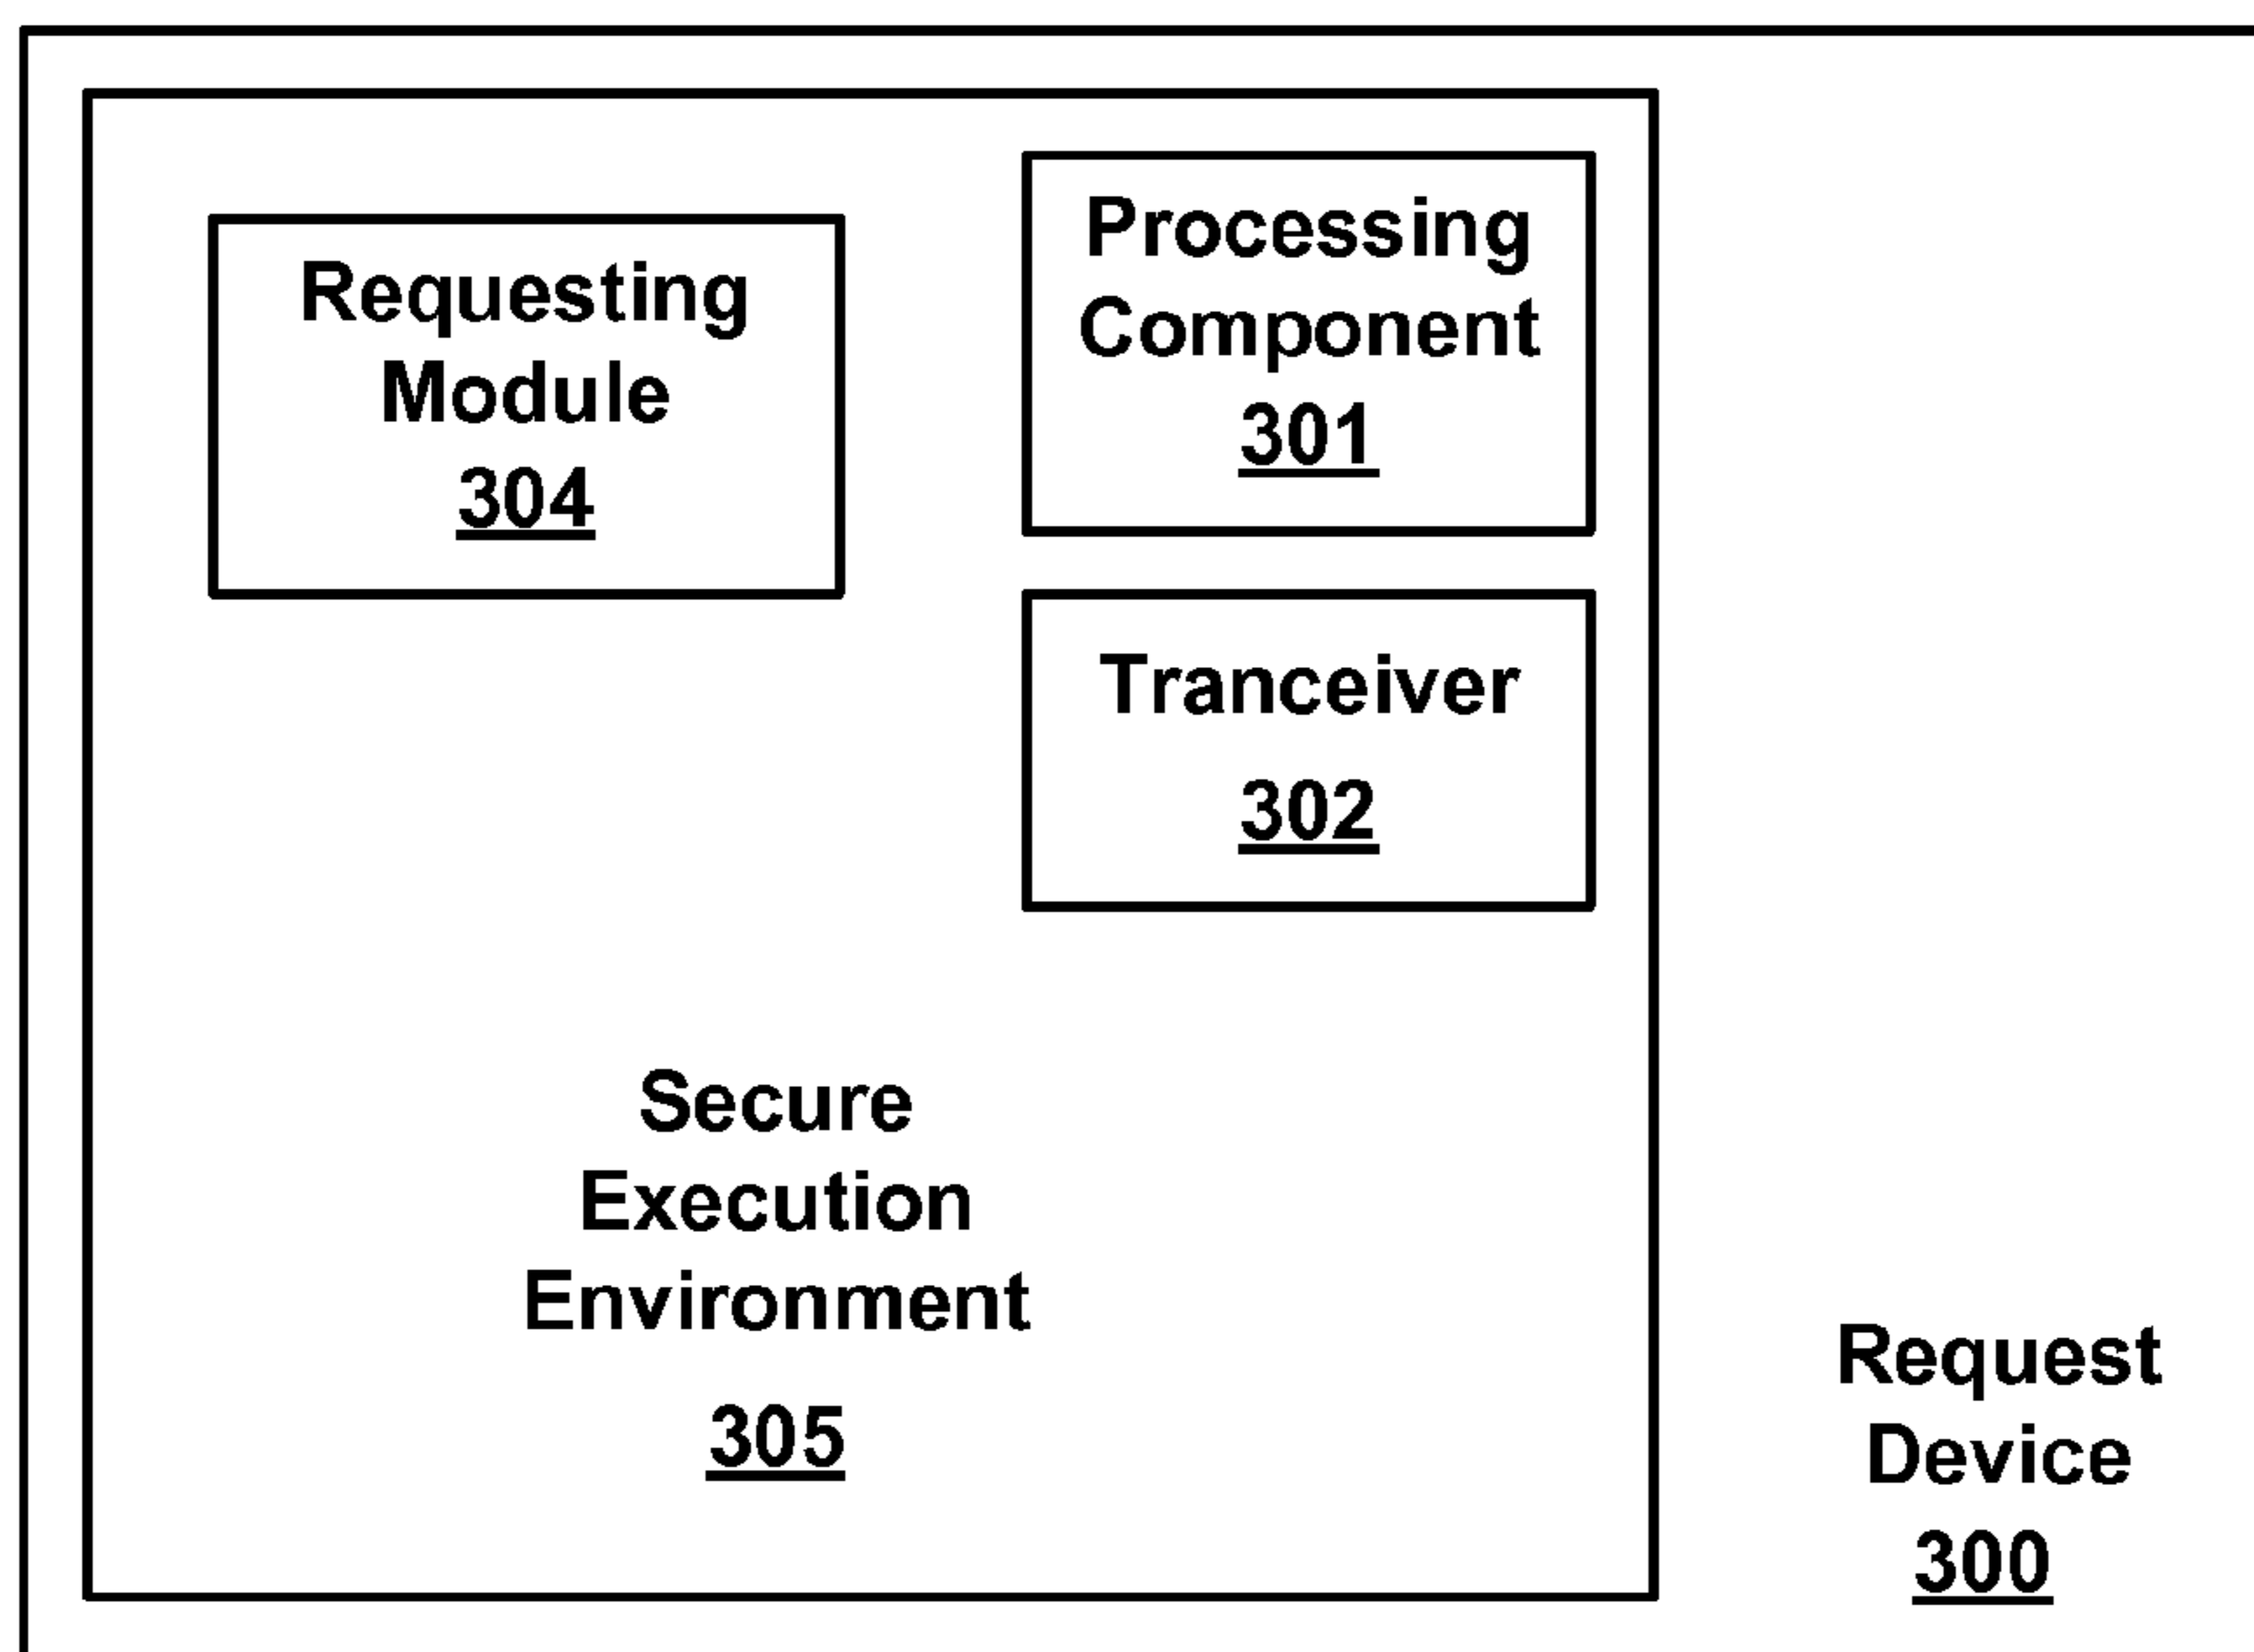 Requesting
Module
304
Processing
Component
301
Tranceiver
302
Secure
Execution
Environment
305
Request
Device
300